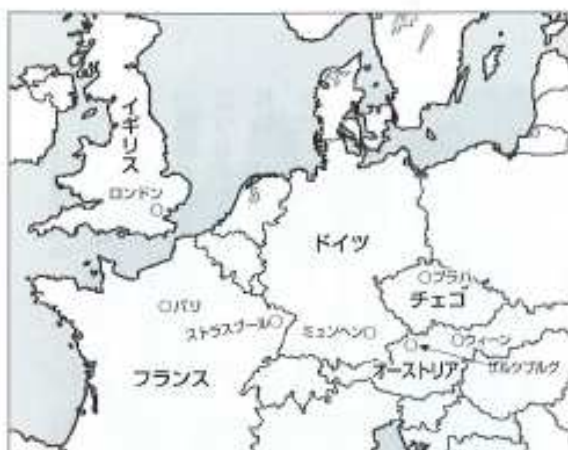 イギリス
ロンドン
ドイツ
プラハ
チェコ
パリ
ストラスブール
ミュンヘン
ウィーン
フランス
オーストリア
ザルツブルグ